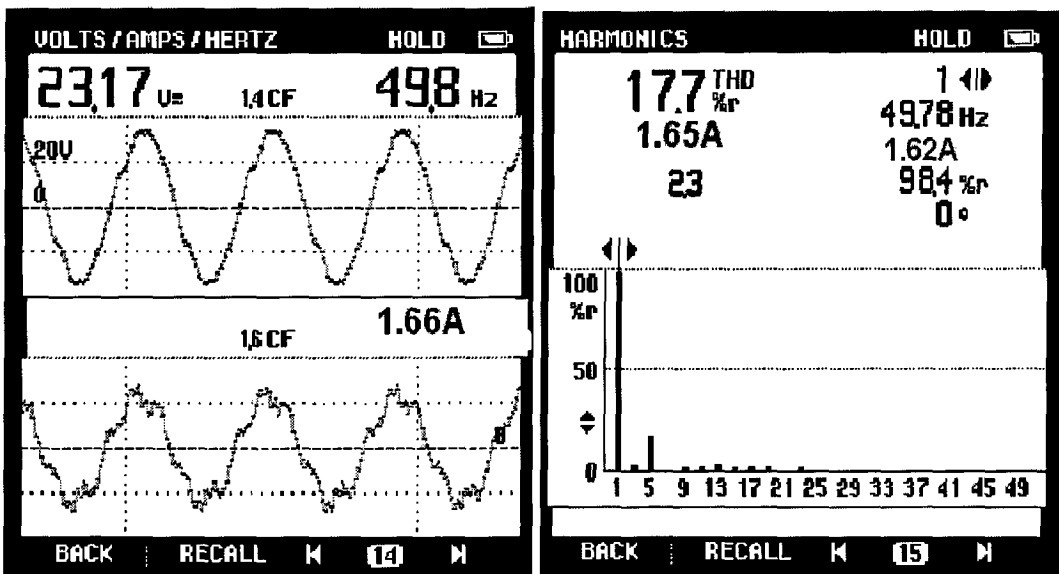 VOLTS / AMPS / HERTZ HOLD
23,17 V≂ 1,4 CF 49,8 Hz
20V
0
1.66A
1,6 CF
0
BACK RECALL 14
HARMONICS HOLD
17,7 THD %r 1
49,78 Hz
1.65A 1.62A
2,3 98,4 %r
0 °
100
%r
50
0
1 5 9 13 17 21 25 29 33 37 41 45 49
BACK RECALL 15